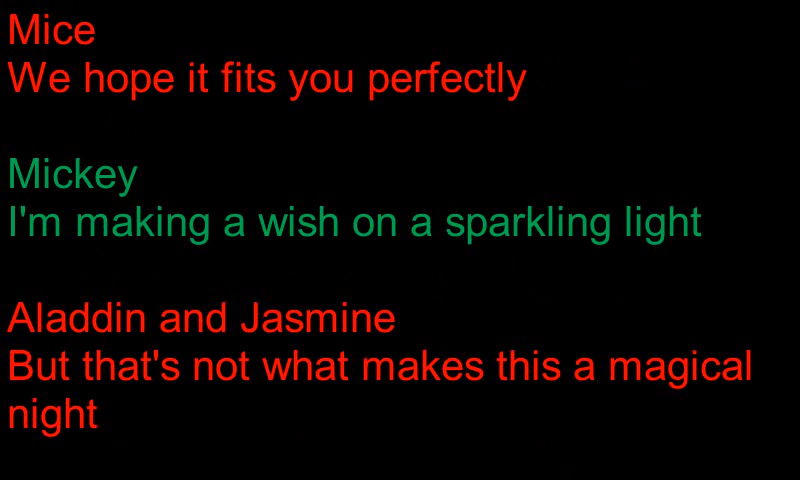 Mice
We hope it fits you perfectly
Mickey
I'm making a wish on a sparkling light
Aladdin and Jasmine
But that's not what makes this a magical
night